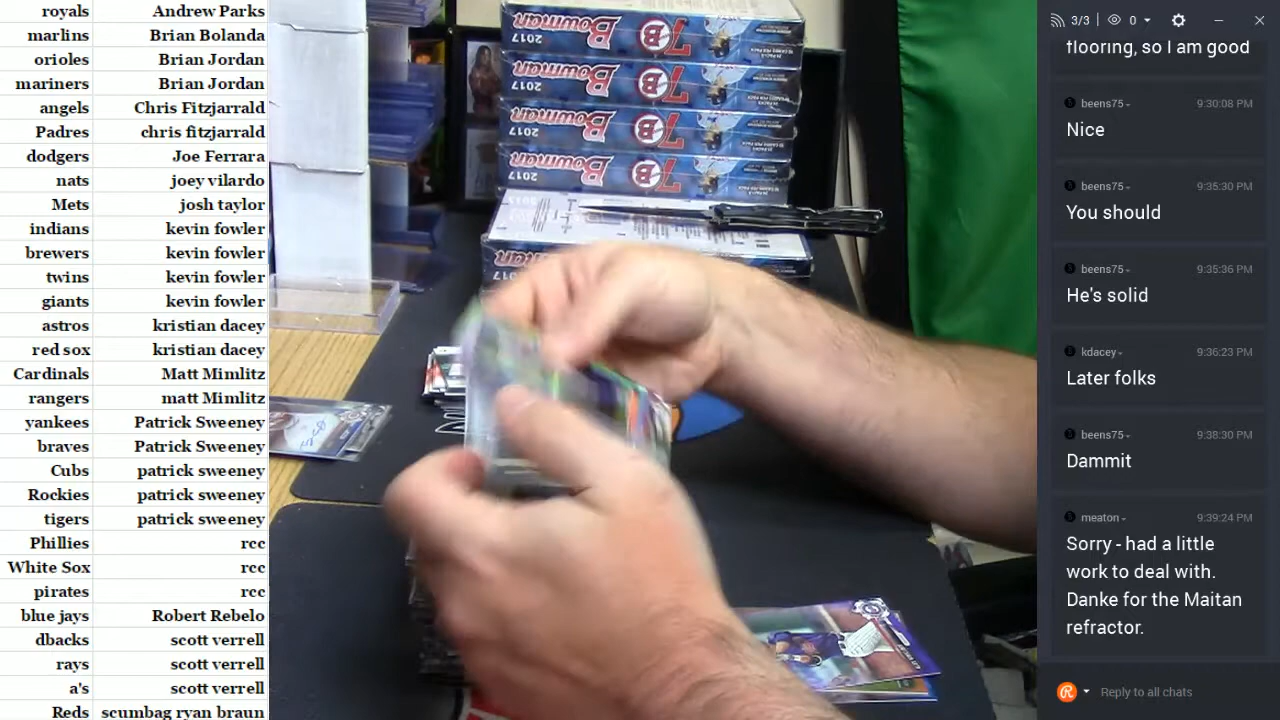 royals Andrew Parks
marlins Brian Bolanda
orioles Brian Jordan
mariners Brian Jordan
angels Chris Fitzjarrald
Padres chris fitzjarrald
dodgers Joe Ferrara
nats joey vilardo
Mets josh taylor
indians kevin fowler
brewers kevin fowler
twins kevin fowler
giants kevin fowler
astros kristian dacey
red sox kristian dacey
Cardinals Matt Mimlitz
rangers matt Mimlitz
yankees Patrick Sweeney
braves Patrick Sweeney
Cubs patrick sweeney
Rockies patrick sweeney
tigers patrick sweeney
Phillies rcc
White Sox rcc
pirates rcc
blue jays Robert Rebelo
dbacks scott verrell
rays scott verrell
a's scott verrell
Reds scumbag ryan braun
2017 Bowman 7B
2017 Bowman 7B
2017 Bowman 7B
2017 Bowman 7B
2017 Bowman
3/3 0
flooring, so I am good
beens75 9:30:08 PM
Nice
beens75 9:35:30 PM
You should
beens75 9:35:36 PM
He's solid
kdacey 9:36:23 PM
Later folks
beens75 9:38:30 PM
Dammit
meaton 9:39:24 PM
Sorry - had a little
work to deal with.
Danke for the Maitan
refractor.
Reply to all chats